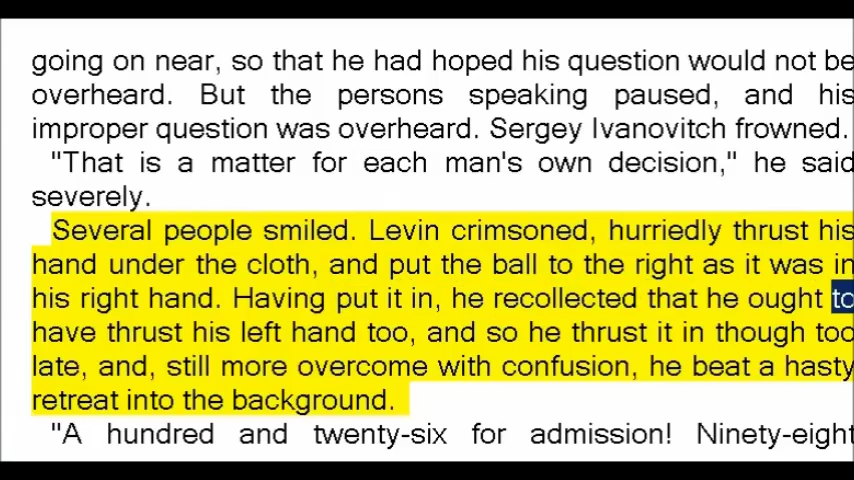 going on near, so that he had hoped his question would not be
overheard. But the persons speaking paused, and his
improper question was overheard. Sergey Ivanovitch frowned.
"That is a matter for each man's own decision," he said
severely.
Several people smiled. Levin crimsoned, hurriedly thrust his
hand under the cloth, and put the ball to the right as it was in
his right hand. Having put it in, he recollected that he ought to
have thrust his left hand too, and so he thrust it in though too
late, and, still more overcome with confusion, he beat a hasty
retreat into the background.
"A hundred and twenty-six for admission! Ninety-eight